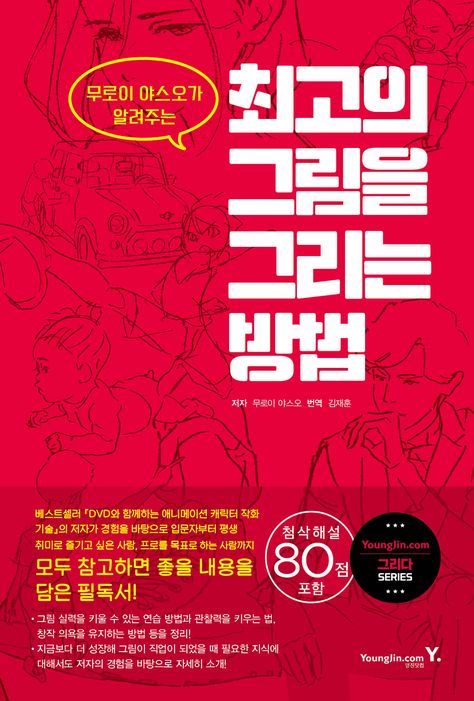 무로이 야스오가
알려주는
최고의
그림을
그리는
방법
저자 무로이 야스오 번역 김재훈
베스트셀러 『DVD와 함께하는 애니메이션 캐릭터 작화
기술』의 저자가 경험을 바탕으로 입문자부터 평생
취미로 즐기고 싶은 사람, 프로를 목표로 하는 사람까지
모두 참고하면 좋을 내용을
담은 필독서!
• 그림 실력을 키울 수 있는 연습 방법과 관찰력을 키우는 법,
창작 의욕을 유지하는 방법 등을 정리!
• 지금보다 더 성장해 그림이 직업이 되었을 때 필요한 지식에
대해서도 저자의 경험을 바탕으로 자세히 소개!
첨삭 해설
80점
포함
YoungJin.com
그리다
SERIES
YoungJin.com Y.
영진닷컴